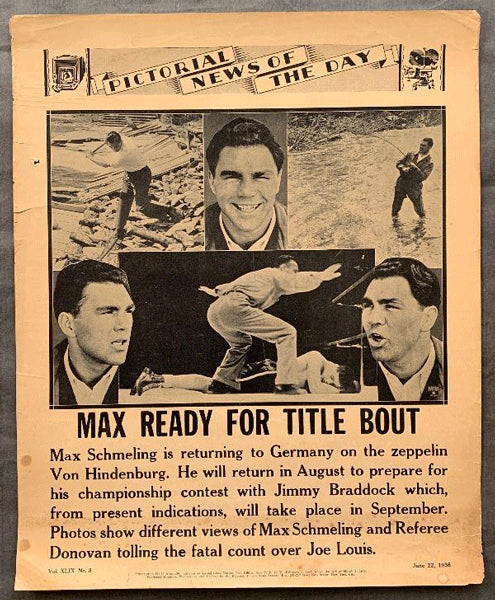 PICTORIAL NEWS OF THE DAY
MAX READY FOR TITLE BOUT
Max Schmeling is returning to Germany on the zeppelin
Von Hindenburg. He will return in August to prepare for
his championship contest with Jimmy Braddock which,
from present indications, will take place in September.
Photos show different views of Max Schmeling and Referee
Donovan tolling the fatal count over Joe Louis.
Vol. XLIX No. 3
June 22, 1936